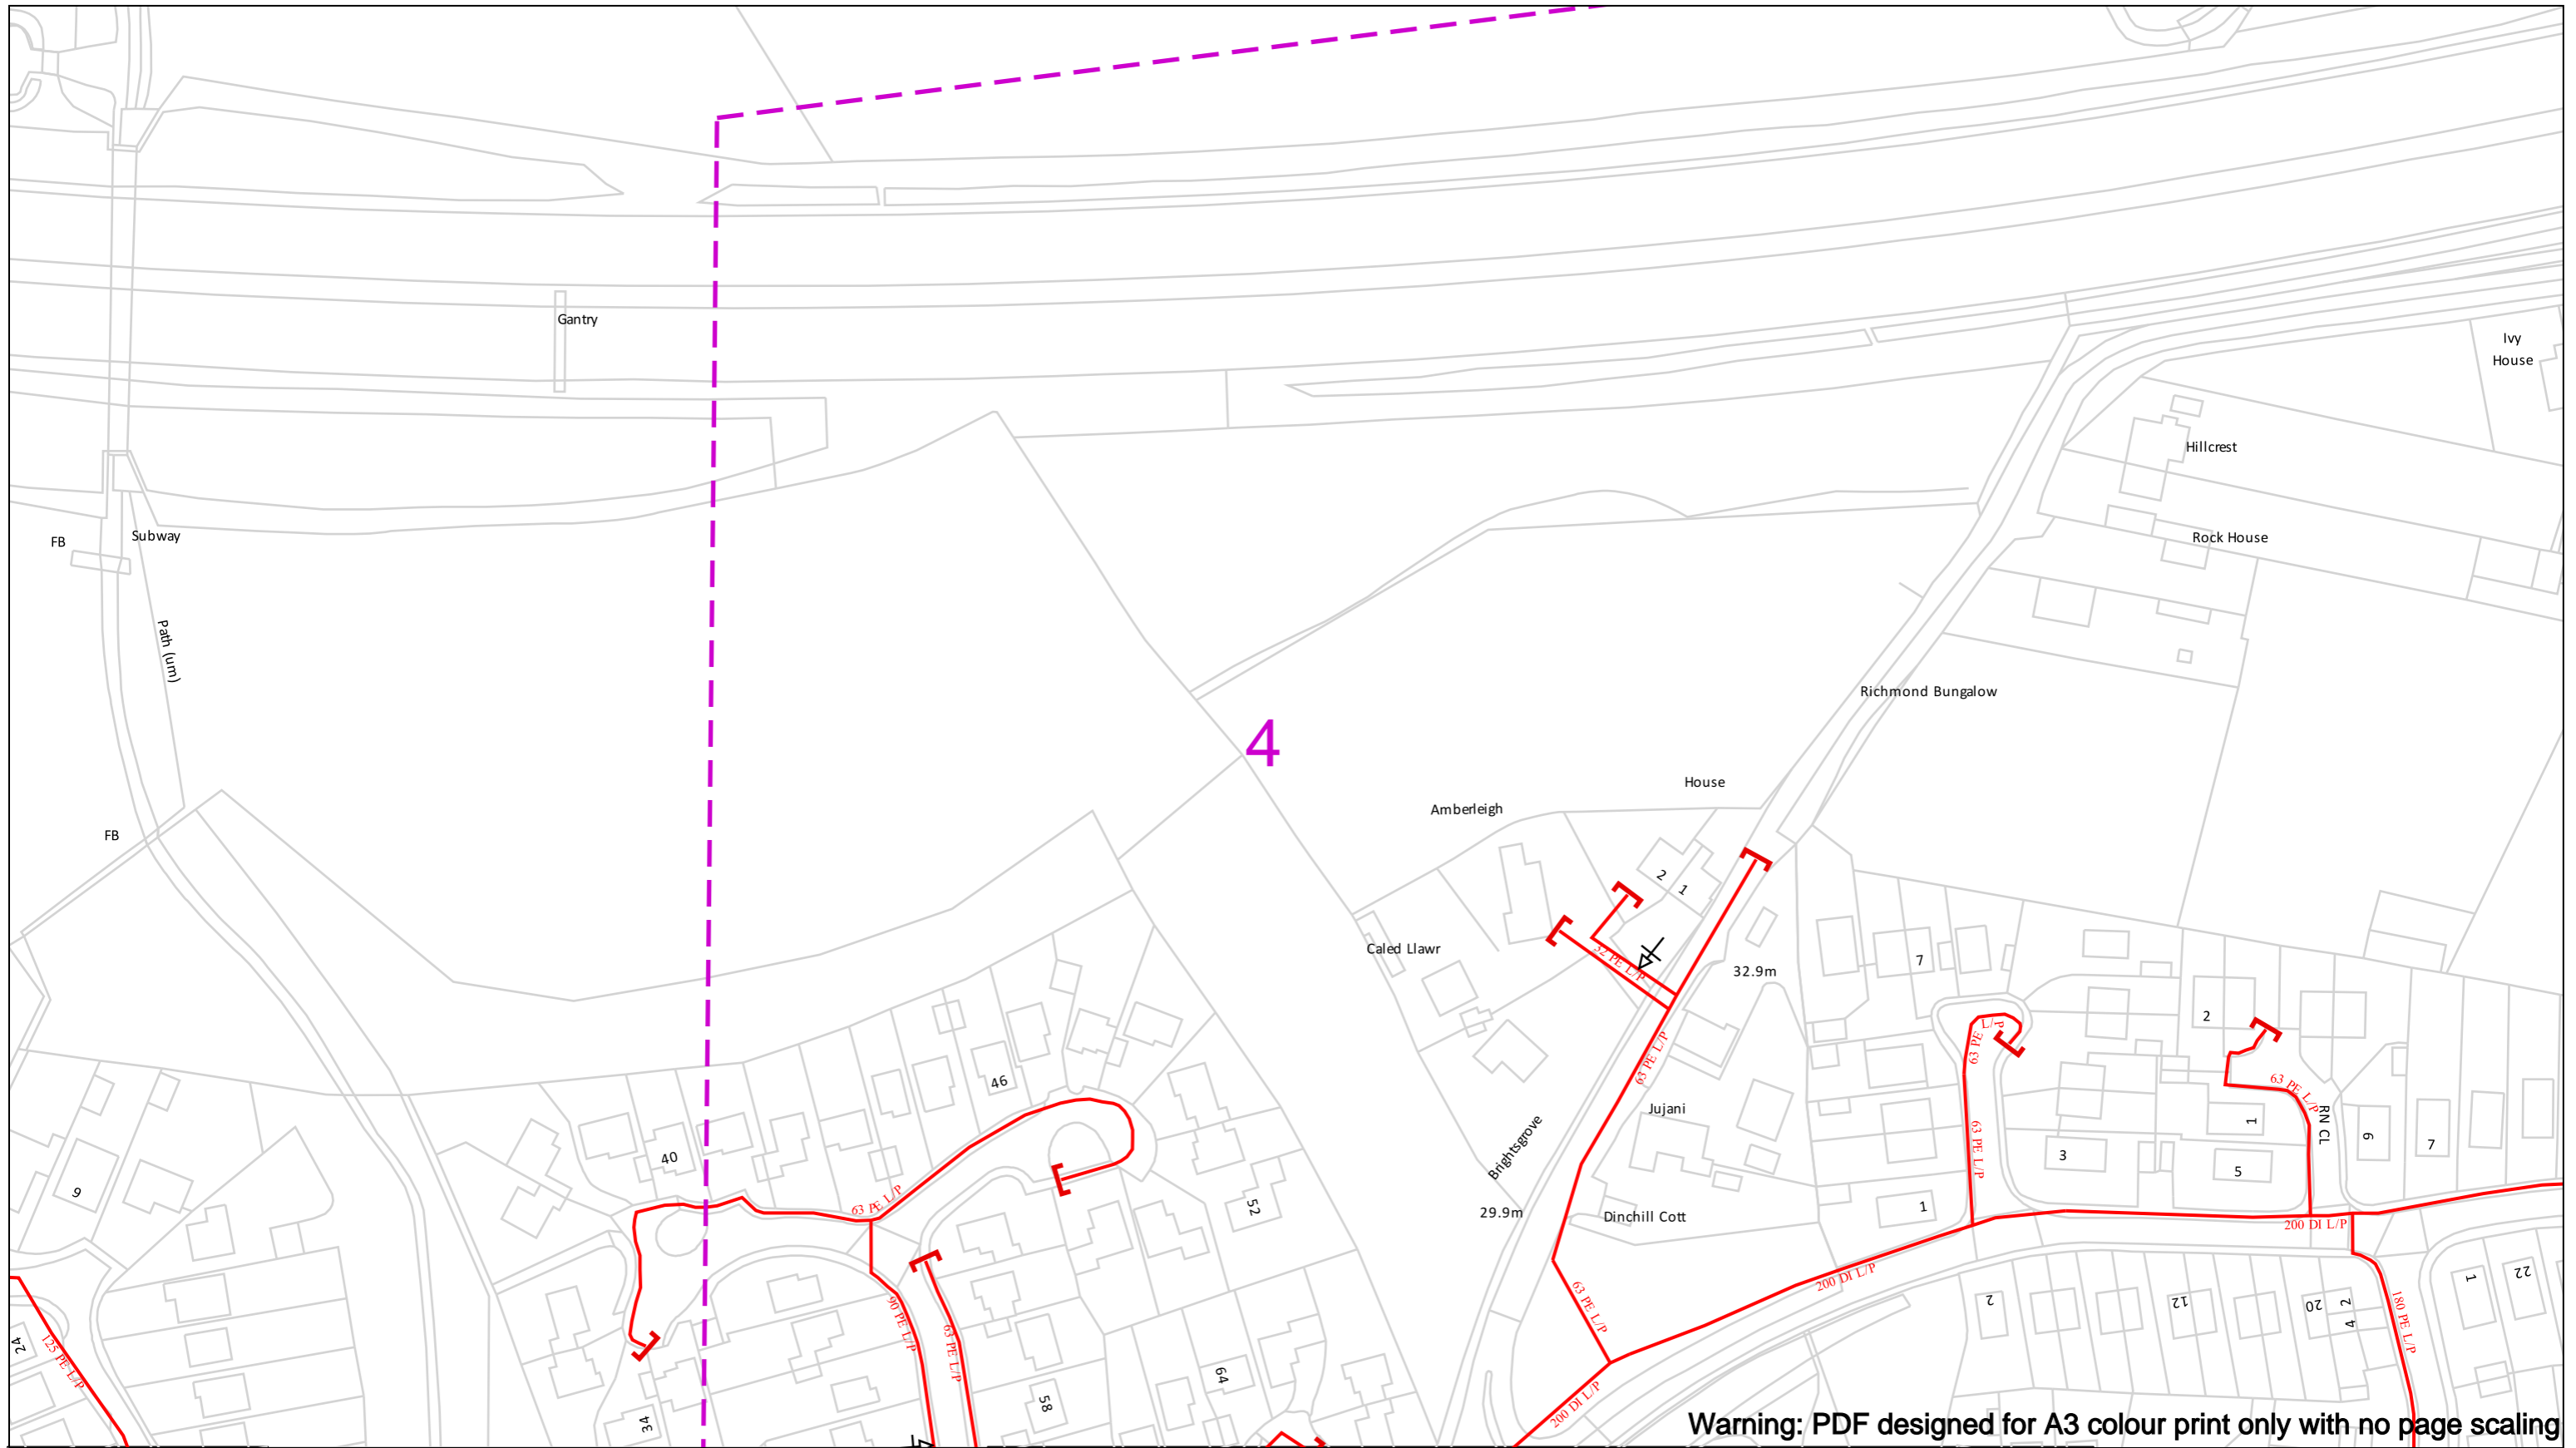 Gantry
Ivy
House
Hillcrest
FB
Subway
Rock House
Path (um)
Richmond Bungalow
4
House
Amberleigh
FB
2
1
Caled Llawr
32 PE L/P
32.9m
7
2
63 PE L/P
63 PE L/P
63 PE L/P
46
Jujani
RN CL
1
6
7
40
Brightsgrove
63 PE L/P
3
5
9
63 PE L/P
52
29.9m
Dinchill Cott
1
200 DI L/P
200 DI L/P
63 PE L/P
90 PE L/P
63 PE L/P
2
12
20
2
4
180 PE L/P
1
22
24
125 PE L/P
64
58
34
200 DI L/P
Warning: PDF designed for A3 colour print only with no page scaling